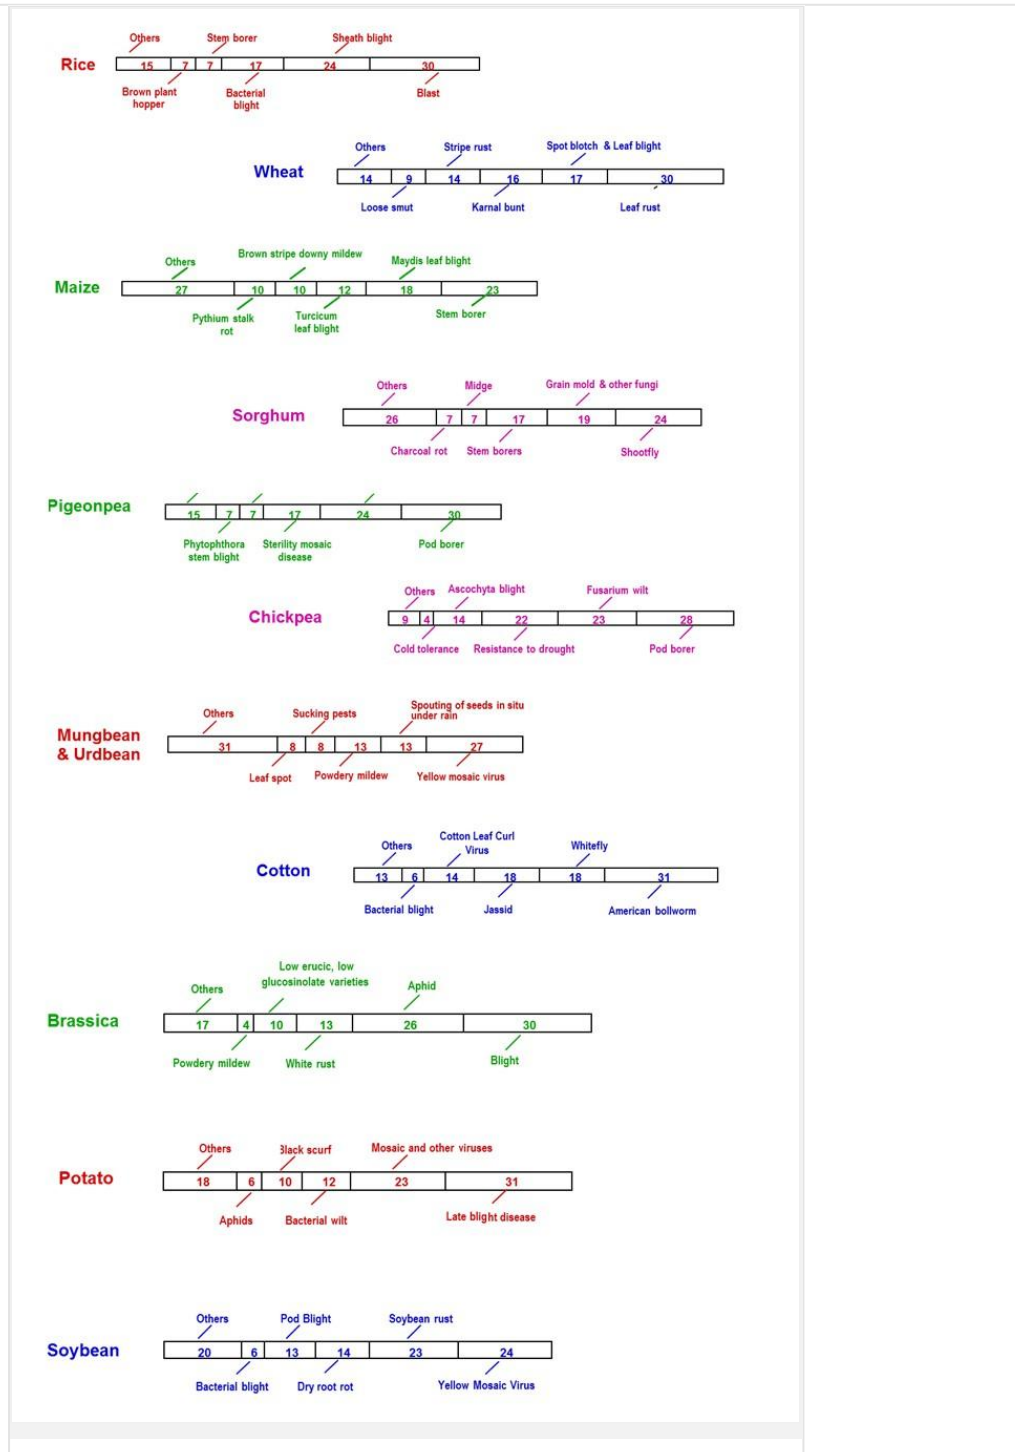 Others
Stem borer
Sheath blight
Rice
15 7 7 17 24 30
Brown plant
hopper
Bacterial
blight
Blast
Others
Stripe rust
Spot blotch & Leaf blight
Wheat
14 9 14 16 17 30
Loose smut
Karnal bunt
Leaf rust
Others
Brown stripe downy mildew
Maydis leaf blight
Maize
27 10 10 12 18 23
Pythium stalk
rot
Turcicum
leaf blight
Stem borer
Others
Midge
Grain mold & other fungi
Sorghum
26 7 7 17 19 24
Charcoal rot
Stem borers
Shootfly
Pigeonpea
15 7 7 17 24 30
Phytophthora
stem blight
Sterility mosaic
disease
Pod borer
Others
Ascochyta blight
Fusarium wilt
Chickpea
9 4 14 22 23 28
Cold tolerance
Resistance to drought
Pod borer
Others
Sucking pests
Spouting of seeds in situ
under rain
Mungbean
& Urdbean
31 8 8 13 13 27
Leaf spot
Powdery mildew
Yellow mosaic virus
Others
Cotton Leaf Curl
Virus
Whitefly
Cotton
13 6 14 18 18 31
Bacterial blight
Jassid
American bollworm
Others
Low erucic, low
glucosinolate varieties
Aphid
Brassica
17 4 10 13 26 30
Powdery mildew
White rust
Blight
Others
Black scurf
Mosaic and other viruses
Potato
18 6 10 12 23 31
Aphids
Bacterial wilt
Late blight disease
Others
Pod Blight
Soybean rust
Soybean
20 6 13 14 23 24
Bacterial blight
Dry root rot
Yellow Mosaic Virus